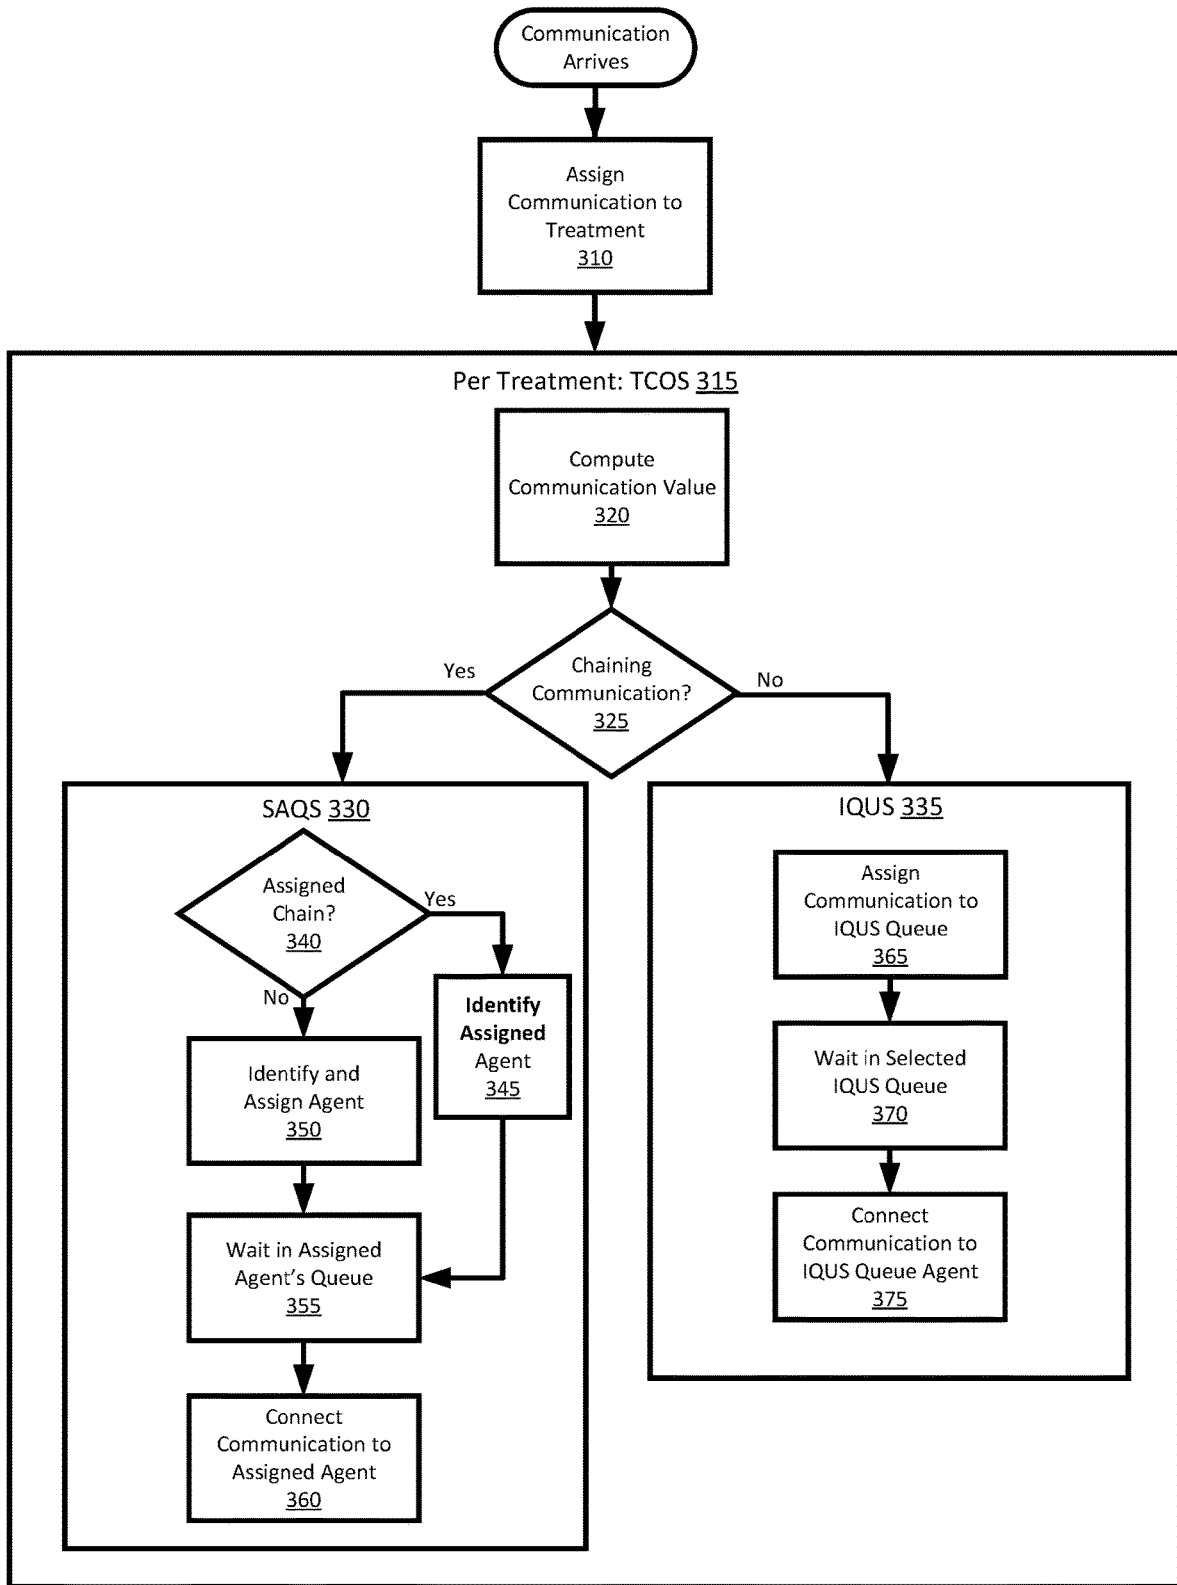 Communication
Arrives
Assign
Communication to
Treatment
310
Per Treatment: TCOS 315
Compute
Communication Value
320
Chaining
Communication?
325
Yes
No
SAQS 330
Assigned
Chain?
340
Yes
No
Identify
Assigned
Agent
345
Identify and
Assign Agent
350
Wait in Assigned
Agent's Queue
355
Connect
Communication to
Assigned Agent
360
IQUS 335
Assign
Communication to
IQUS Queue
365
Wait in Selected
IQUS Queue
370
Connect
Communication to
IQUS Queue Agent
375